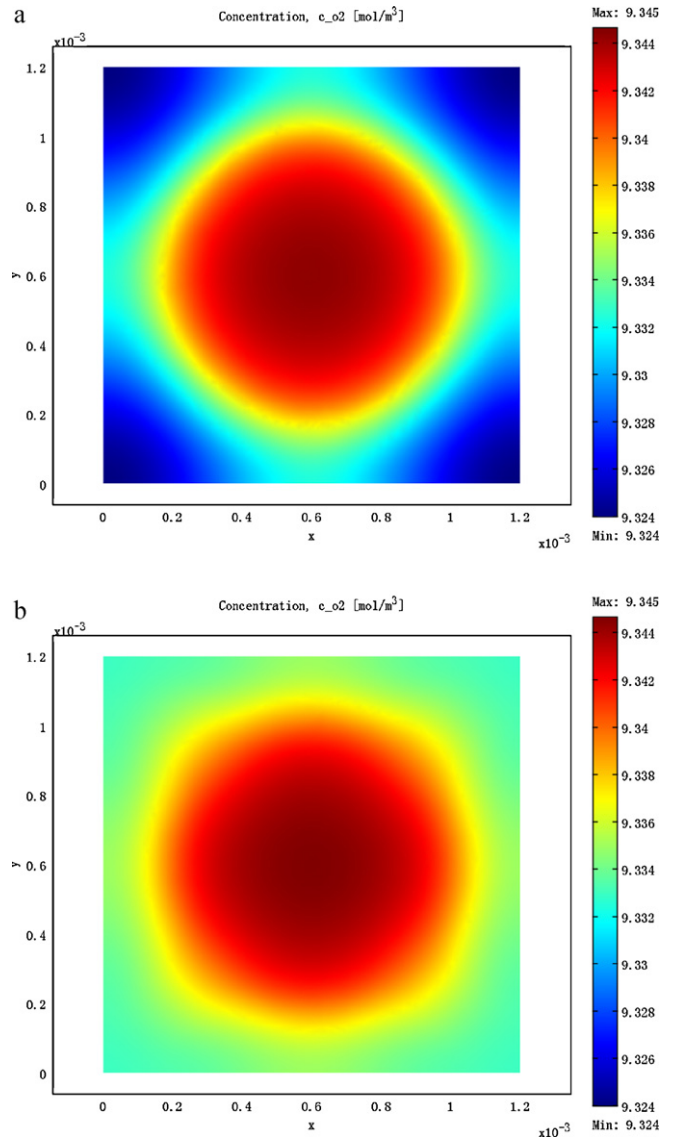 a
Concentration, c_o2 [mol/m³]
Max: 9.345
x10⁻³
1.2
1
0.8
0.6
0.4
0.2
0
y
0 0.2 0.4 0.6 0.8 1 1.2
x
x10⁻³
9.344
9.342
9.34
9.338
9.336
9.334
9.332
9.33
9.328
9.326
9.324
Min: 9.324
b
Concentration, c_o2 [mol/m³]
Max: 9.345
x10⁻³
1.2
1
0.8
0.6
0.4
0.2
0
y
0 0.2 0.4 0.6 0.8 1 1.2
x
x10⁻³
9.344
9.342
9.34
9.338
9.336
9.334
9.332
9.33
9.328
9.326
9.324
Min: 9.324